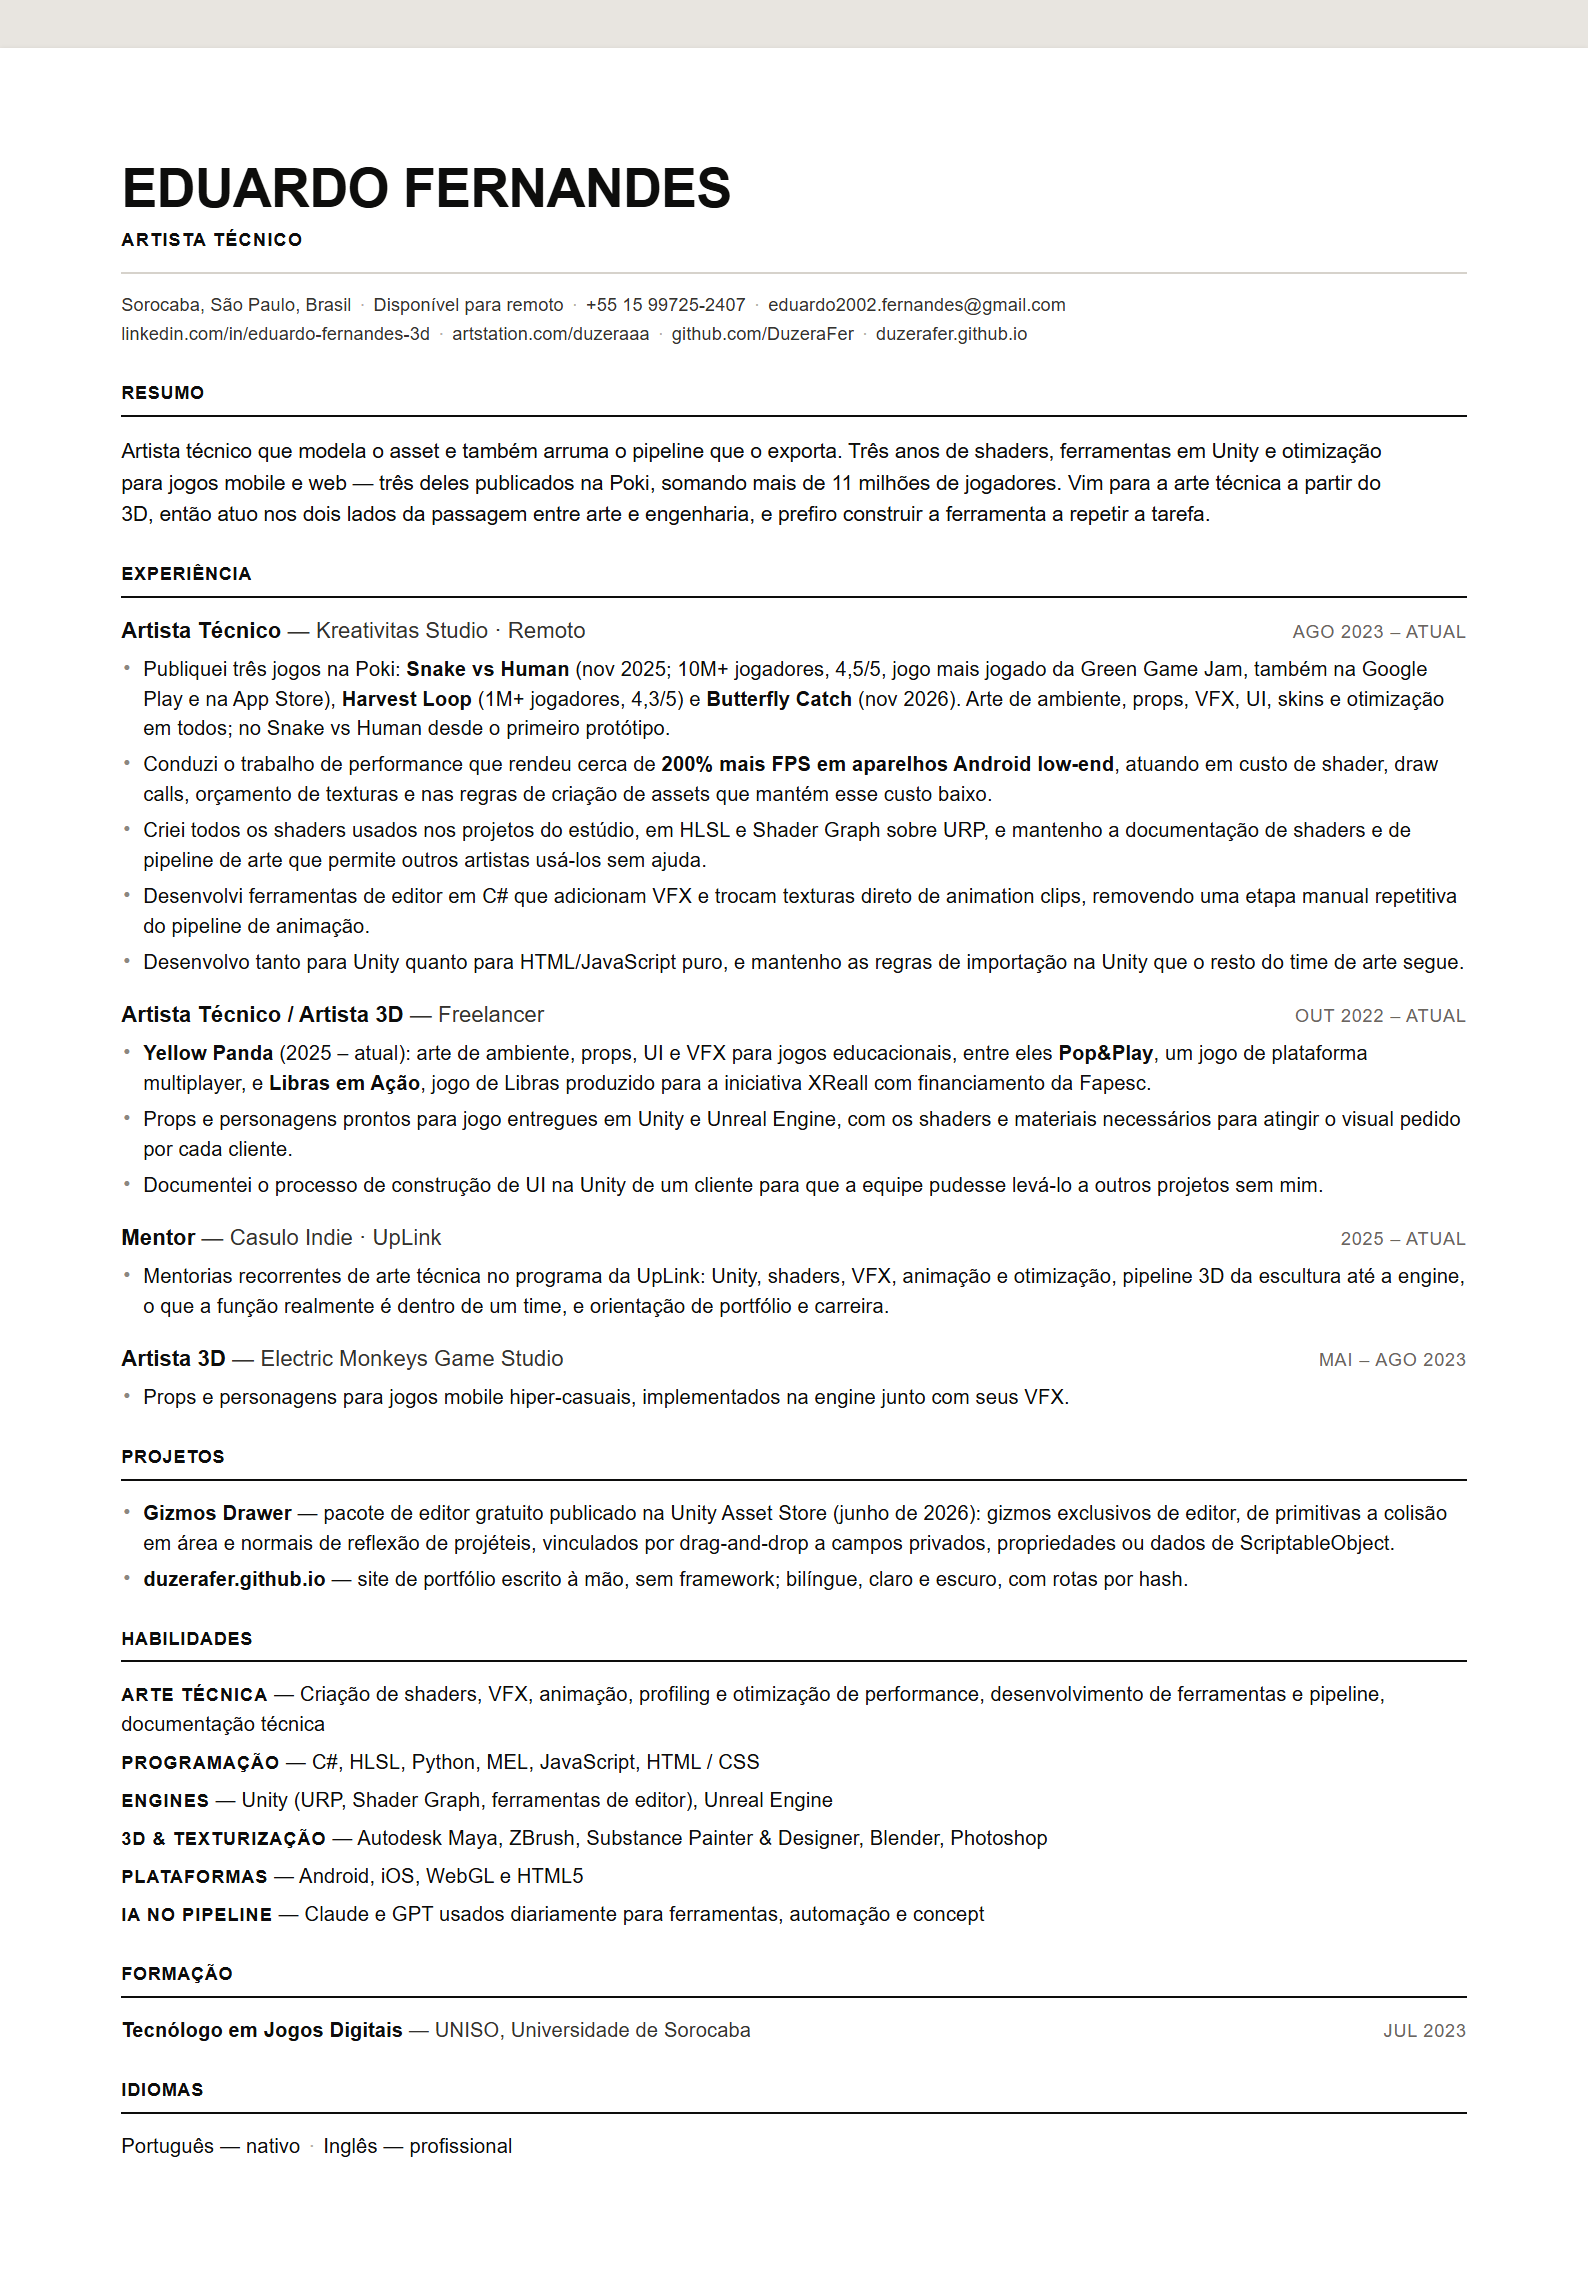 EDUARDO FERNANDES
ARTISTA TÉCNICO
Sorocaba, São Paulo, Brasil · Disponível para remoto · +55 15 99725-2407 · eduardo2002.fernandes@gmail.com
linkedin.com/in/eduardo-fernandes-3d · artstation.com/duzeraaa · github.com/DuzeraFer · duzerafer.github.io
RESUMO
Artista técnico que modela o asset e também arruma o pipeline que o exporta. Três anos de shaders, ferramentas em Unity e otimização
para jogos mobile e web — três deles publicados na Poki, somando mais de 11 milhões de jogadores. Vim para a arte técnica a partir do
3D, então atuo nos dois lados da passagem entre arte e engenharia, e prefiro construir a ferramenta a repetir a tarefa.
EXPERIÊNCIA
Artista Técnico — Kreativitas Studio · Remoto AGO 2023 – ATUAL
• Publiquei três jogos na Poki: Snake vs Human (nov 2025; 10M+ jogadores, 4,5/5, jogo mais jogado da Green Game Jam, também na Google
Play e na App Store), Harvest Loop (1M+ jogadores, 4,3/5) e Butterfly Catch (nov 2026). Arte de ambiente, props, VFX, UI, skins e otimização
em todos; no Snake vs Human desde o primeiro protótipo.
• Conduzi o trabalho de performance que rendeu cerca de 200% mais FPS em aparelhos Android low-end, atuando em custo de shader, draw
calls, orçamento de texturas e nas regras de criação de assets que mantém esse custo baixo.
• Criei todos os shaders usados nos projetos do estúdio, em HLSL e Shader Graph sobre URP, e mantenho a documentação de shaders e de
pipeline de arte que permite outros artistas usá-los sem ajuda.
• Desenvolvi ferramentas de editor em C# que adicionam VFX e trocam texturas direto de animation clips, removendo uma etapa manual repetitiva
do pipeline de animação.
• Desenvolvo tanto para Unity quanto para HTML/JavaScript puro, e mantenho as regras de importação na Unity que o resto do time de arte segue.
Artista Técnico / Artista 3D — Freelancer OUT 2022 – ATUAL
• Yellow Panda (2025 – atual): arte de ambiente, props, UI e VFX para jogos educacionais, entre eles Pop&Play, um jogo de plataforma
multiplayer, e Libras em Ação, jogo de Libras produzido para a iniciativa XReall com financiamento da Fapesc.
• Props e personagens prontos para jogo entregues em Unity e Unreal Engine, com os shaders e materiais necessários para atingir o visual pedido
por cada cliente.
• Documentei o processo de construção de UI na Unity de um cliente para que a equipe pudesse levá-lo a outros projetos sem mim.
Mentor — Casulo Indie · UpLink 2025 – ATUAL
• Mentorias recorrentes de arte técnica no programa da UpLink: Unity, shaders, VFX, animação e otimização, pipeline 3D da escultura até a engine,
o que a função realmente é dentro de um time, e orientação de portfólio e carreira.
Artista 3D — Electric Monkeys Game Studio MAI – AGO 2023
• Props e personagens para jogos mobile hiper-casuais, implementados na engine junto com seus VFX.
PROJETOS
• Gizmos Drawer — pacote de editor gratuito publicado na Unity Asset Store (junho de 2026): gizmos exclusivos de editor, de primitivas a colisão
em área e normais de reflexão de projéteis, vinculados por drag-and-drop a campos privados, propriedades ou dados de ScriptableObject.
• duzerafer.github.io — site de portfólio escrito à mão, sem framework; bilíngue, claro e escuro, com rotas por hash.
HABILIDADES
ARTE TÉCNICA — Criação de shaders, VFX, animação, profiling e otimização de performance, desenvolvimento de ferramentas e pipeline,
documentação técnica
PROGRAMAÇÃO — C#, HLSL, Python, MEL, JavaScript, HTML / CSS
ENGINES — Unity (URP, Shader Graph, ferramentas de editor), Unreal Engine
3D & TEXTURIZAÇÃO — Autodesk Maya, ZBrush, Substance Painter & Designer, Blender, Photoshop
PLATAFORMAS — Android, iOS, WebGL e HTML5
IA NO PIPELINE — Claude e GPT usados diariamente para ferramentas, automação e concept
FORMAÇÃO
Tecnólogo em Jogos Digitais — UNISO, Universidade de Sorocaba JUL 2023
IDIOMAS
Português — nativo · Inglês — profissional